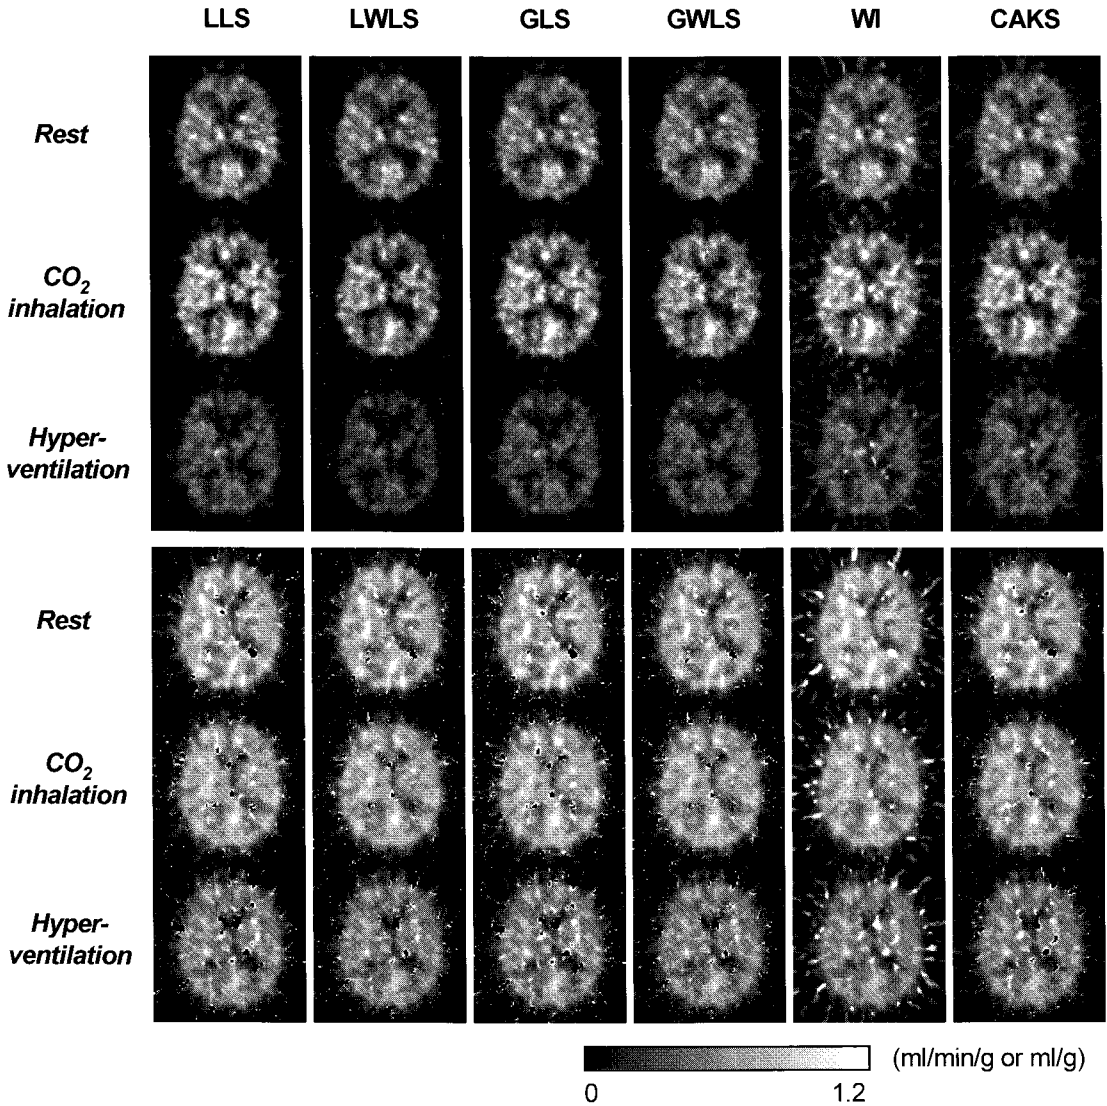 LLS LWLS GLS GWLS WI CAKS
Rest
CO2
inhalation
Hyper-
ventilation
Rest
CO2
inhalation
Hyper-
ventilation
(ml/min/g or ml/g)
0 1.2